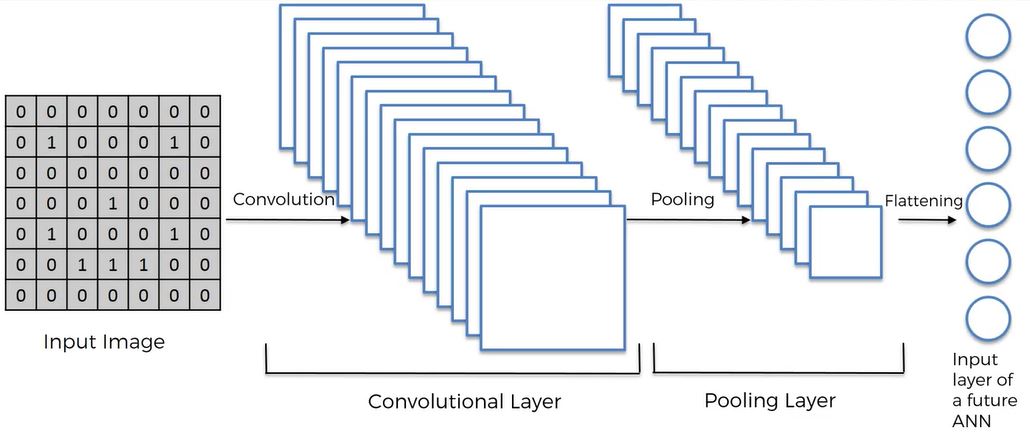 0 0 0 0 0 0 0
0 1 0 0 0 1 0
0 0 0 0 0 0 0
0 0 0 1 0 0 0
0 1 0 0 0 1 0
0 0 1 1 1 0 0
0 0 0 0 0 0 0
Input Image
Convolution
Convolutional Layer
Pooling
Pooling Layer
Flattening
Input
layer of
a future
ANN